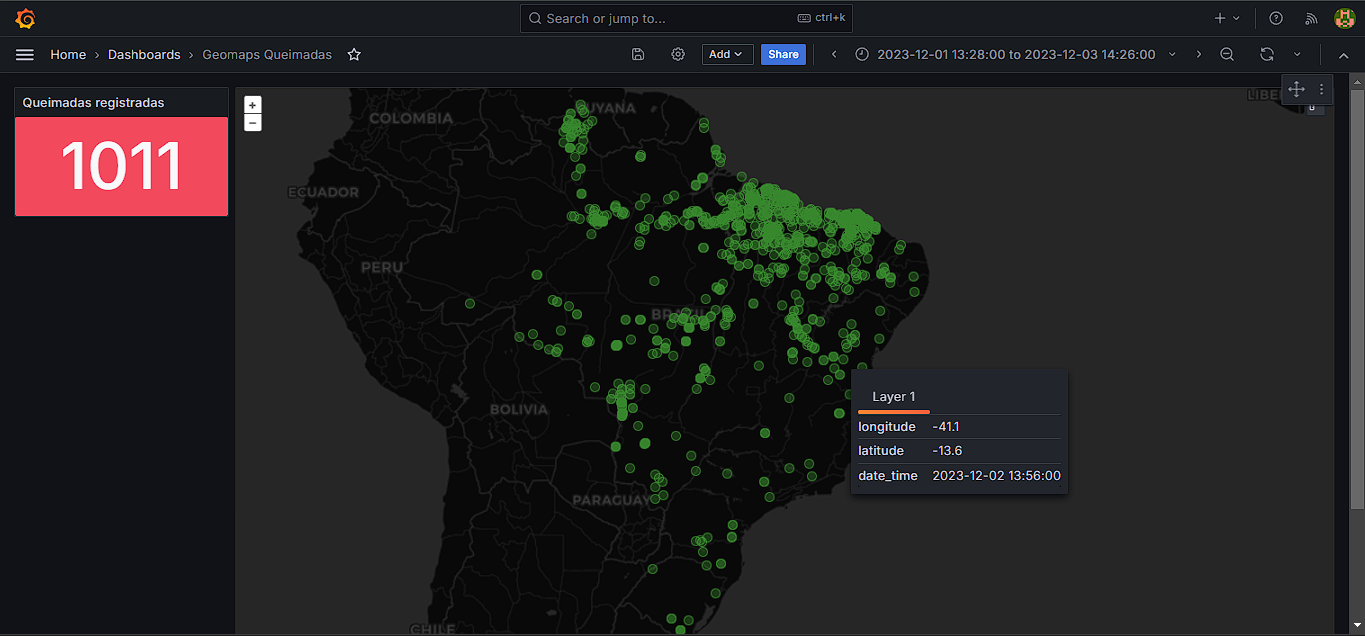 Search or jump to...
ctrl+k
Home › Dashboards › Geomaps Queimadas
Add
Share
2023-12-01 13:28:00 to 2023-12-03 14:26:00
Queimadas registradas
1011
+
−
COLOMBIA
UYANA
LIBE
ECUADOR
PERU
BRAZIL
BOLIVIA
PARAGUAY
CHILE
Layer 1
longitude -41.1
latitude -13.6
date_time 2023-12-02 13:56:00